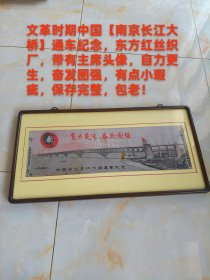 文革时期中国【南京长江大
桥】通车纪念，东方红丝织
厂，带有主席头像，自力更
生，奋发图强，有点小瑕
疵，保存完整，包老！
自力更生 奋发图强